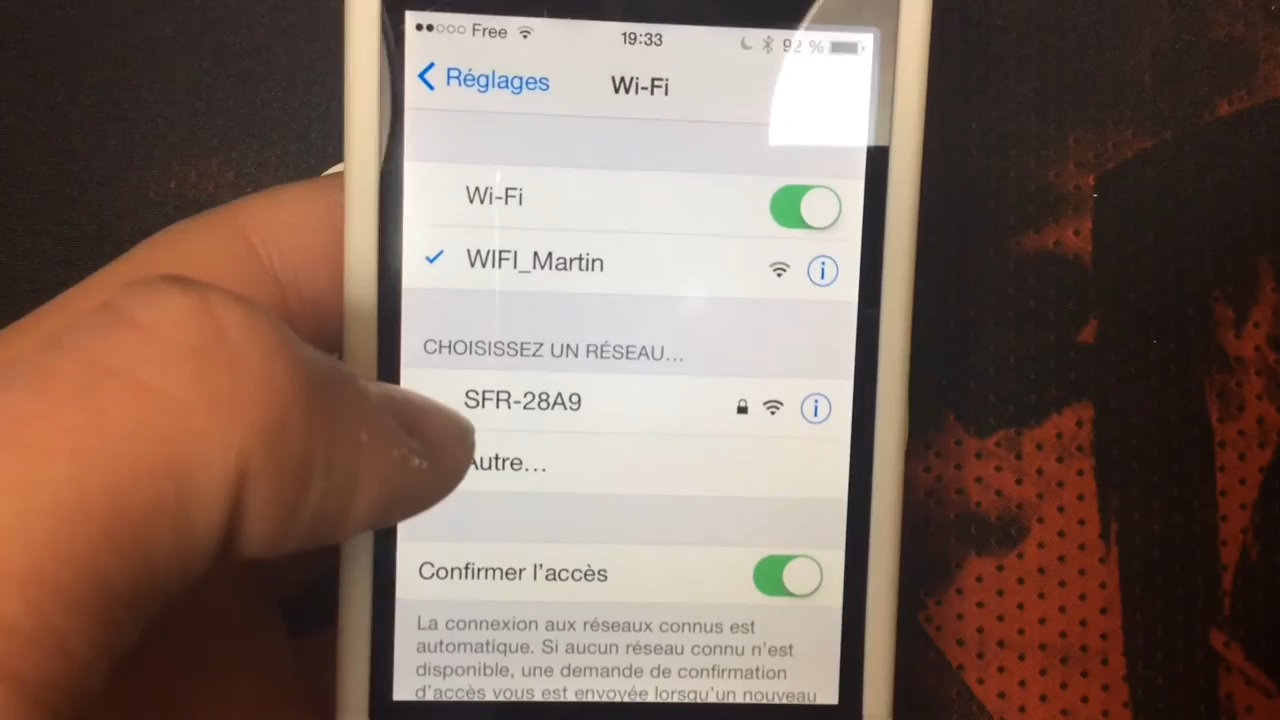 Free 19:33 92 %
Réglages Wi-Fi
Wi-Fi
WIFI_Martin
CHOISISSEZ UN RÉSEAU...
SFR-28A9
Autre...
Confirmer l'accès
La connexion aux réseaux connus est
automatique. Si aucun réseau connu n'est
disponible, une demande de confirmation
d'accès vous est envoyée lorsqu'un nouveau